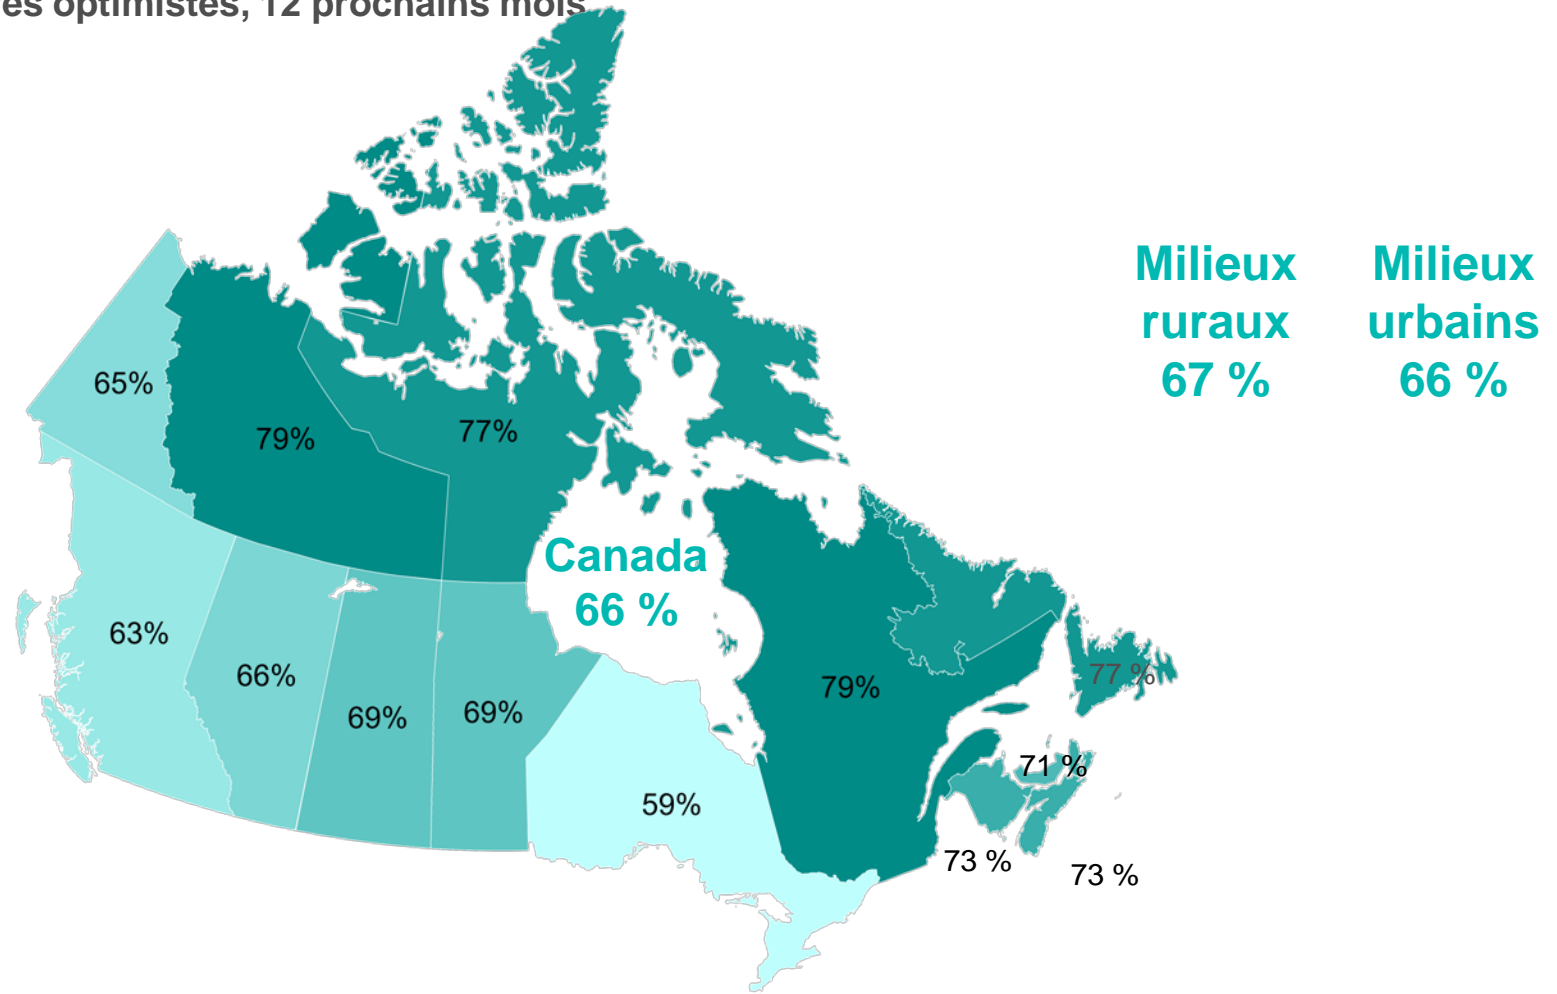 optimistes, 12 prochains mois
Milieux
ruraux
67 %
Milieux
urbains
66 %
65%
79%
77%
Canada
66 %
63%
66%
69%
69%
79%
77 %
71 %
59%
73 %
73 %